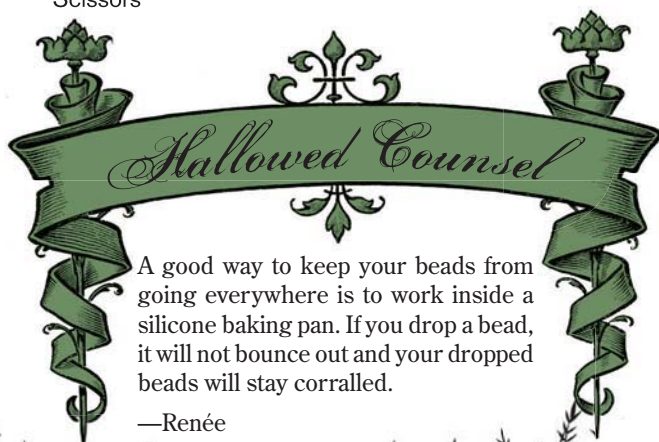 Scissors
Hallowed Counsel
A good way to keep your beads from
going everywhere is to work inside a
silicone baking pan. If you drop a bead,
it will not bounce out and your dropped
beads will stay corralled.
—Renée